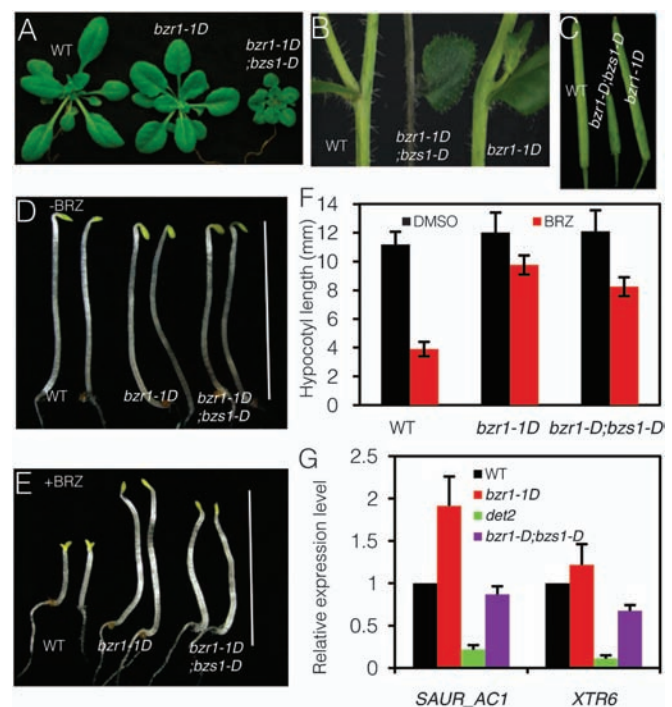 A
WT
bzr1-1D
bzr1-1D
;bzs1-D
B
WT
bzr1-1D
;bzs1-D
bzr1-1D
C
WT
bzr1-D;bzs1-D
bzr1-1D
D
-BRZ
WT
bzr1-1D
bzr1-1D
;bzs1-D
E
+BRZ
WT
bzr1-1D
bzr1-1D
;bzs1-D
F
DMSO BRZ
Hypocotyl length (mm)
14
12
10
8
6
4
2
0
WT bzr1-1D bzr1-D;bzs1-D
G
WT
bzr1-1D
det2
bzr1-D;bzs1-D
Relative expression level
2.5
2
1.5
1
0.5
0
SAUR_AC1 XTR6